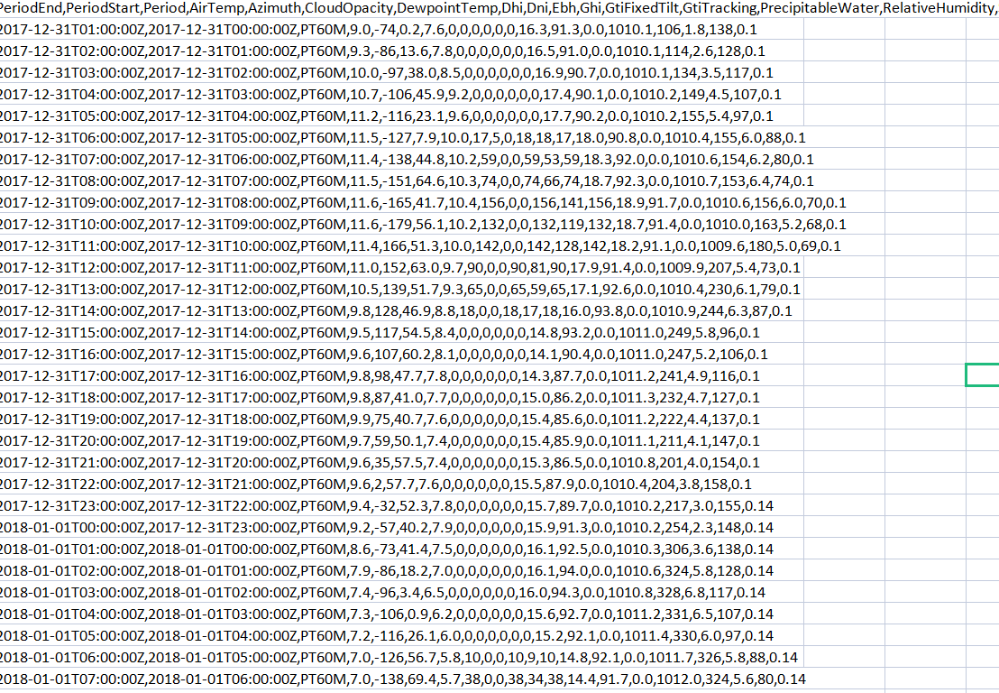 PeriodEnd,PeriodStart,Period,AirTemp,Azimuth,CloudOpacity,DewpointTemp,Dhi,Dni,Ebh,Ghi,GtiFixedTilt,GtiTracking,PrecipitableWater,RelativeHumidity,
2017-12-31T01:00:00Z,2017-12-31T00:00:00Z,PT60M,9.0,-74,0.2,7.6,0,0,0,0,0,0,16.3,91.3,0.0,1010.1,106,1.8,138,0.1
2017-12-31T02:00:00Z,2017-12-31T01:00:00Z,PT60M,9.3,-86,13.6,7.8,0,0,0,0,0,0,16.5,91.0,0.0,1010.1,114,2.6,128,0.1
2017-12-31T03:00:00Z,2017-12-31T02:00:00Z,PT60M,10.0,-97,38.0,8.5,0,0,0,0,0,0,16.9,90.7,0.0,1010.1,134,3.5,117,0.1
2017-12-31T04:00:00Z,2017-12-31T03:00:00Z,PT60M,10.7,-106,45.9,9.2,0,0,0,0,0,0,17.4,90.1,0.0,1010.2,149,4.5,107,0.1
2017-12-31T05:00:00Z,2017-12-31T04:00:00Z,PT60M,11.2,-116,23.1,9.6,0,0,0,0,0,0,17.7,90.2,0.0,1010.2,155,5.4,97,0.1
2017-12-31T06:00:00Z,2017-12-31T05:00:00Z,PT60M,11.5,-127,7.9,10.0,17,5,0,18,18,17,18.0,90.8,0.0,1010.4,155,6.0,88,0.1
2017-12-31T07:00:00Z,2017-12-31T06:00:00Z,PT60M,11.4,-138,44.8,10.2,59,0,0,59,53,59,18.3,92.0,0.0,1010.6,154,6.2,80,0.1
2017-12-31T08:00:00Z,2017-12-31T07:00:00Z,PT60M,11.5,-151,64.6,10.3,74,0,0,74,66,74,18.7,92.3,0.0,1010.7,153,6.4,74,0.1
2017-12-31T09:00:00Z,2017-12-31T08:00:00Z,PT60M,11.6,-165,41.7,10.4,156,0,0,156,141,156,18.9,91.7,0.0,1010.6,156,6.0,70,0.1
2017-12-31T10:00:00Z,2017-12-31T09:00:00Z,PT60M,11.6,-179,56.1,10.2,132,0,0,132,119,132,18.7,91.4,0.0,1010.0,163,5.2,68,0.1
2017-12-31T11:00:00Z,2017-12-31T10:00:00Z,PT60M,11.4,166,51.3,10.0,142,0,0,142,128,142,18.2,91.1,0.0,1009.6,180,5.0,69,0.1
2017-12-31T12:00:00Z,2017-12-31T11:00:00Z,PT60M,11.0,152,63.0,9.7,90,0,0,90,81,90,17.9,91.4,0.0,1009.9,207,5.4,73,0.1
2017-12-31T13:00:00Z,2017-12-31T12:00:00Z,PT60M,10.5,139,51.7,9.3,65,0,0,65,59,65,17.1,92.6,0.0,1010.4,230,6.1,79,0.1
2017-12-31T14:00:00Z,2017-12-31T13:00:00Z,PT60M,9.8,128,46.9,8.8,18,0,0,18,17,18,16.0,93.8,0.0,1010.9,244,6.3,87,0.1
2017-12-31T15:00:00Z,2017-12-31T14:00:00Z,PT60M,9.5,117,54.5,8.4,0,0,0,0,0,0,14.8,93.2,0.0,1011.0,249,5.8,96,0.1
2017-12-31T16:00:00Z,2017-12-31T15:00:00Z,PT60M,9.6,107,60.2,8.1,0,0,0,0,0,0,14.1,90.4,0.0,1011.0,247,5.2,106,0.1
2017-12-31T17:00:00Z,2017-12-31T16:00:00Z,PT60M,9.8,98,47.7,7.8,0,0,0,0,0,0,14.3,87.7,0.0,1011.2,241,4.9,116,0.1
2017-12-31T18:00:00Z,2017-12-31T17:00:00Z,PT60M,9.8,87,41.0,7.7,0,0,0,0,0,0,15.0,86.2,0.0,1011.3,232,4.7,127,0.1
2017-12-31T19:00:00Z,2017-12-31T18:00:00Z,PT60M,9.9,75,40.7,7.6,0,0,0,0,0,0,15.4,85.6,0.0,1011.2,222,4.4,137,0.1
2017-12-31T20:00:00Z,2017-12-31T19:00:00Z,PT60M,9.7,59,50.1,7.4,0,0,0,0,0,0,15.4,85.9,0.0,1011.1,211,4.1,147,0.1
2017-12-31T21:00:00Z,2017-12-31T20:00:00Z,PT60M,9.6,35,57.5,7.4,0,0,0,0,0,0,15.3,86.5,0.0,1010.8,201,4.0,154,0.1
2017-12-31T22:00:00Z,2017-12-31T21:00:00Z,PT60M,9.6,2,57.7,7.6,0,0,0,0,0,0,15.5,87.9,0.0,1010.4,204,3.8,158,0.1
2017-12-31T23:00:00Z,2017-12-31T22:00:00Z,PT60M,9.4,-32,52.3,7.8,0,0,0,0,0,0,15.7,89.7,0.0,1010.2,217,3.0,155,0.14
2018-01-01T00:00:00Z,2017-12-31T23:00:00Z,PT60M,9.2,-57,40.2,7.9,0,0,0,0,0,0,15.9,91.3,0.0,1010.2,254,2.3,148,0.14
2018-01-01T01:00:00Z,2018-01-01T00:00:00Z,PT60M,8.6,-73,41.4,7.5,0,0,0,0,0,0,16.1,92.5,0.0,1010.3,306,3.6,138,0.14
2018-01-01T02:00:00Z,2018-01-01T01:00:00Z,PT60M,7.9,-86,18.2,7.0,0,0,0,0,0,0,16.1,94.0,0.0,1010.6,324,5.8,128,0.14
2018-01-01T03:00:00Z,2018-01-01T02:00:00Z,PT60M,7.4,-96,3.4,6.5,0,0,0,0,0,0,16.0,94.3,0.0,1010.8,328,6.8,117,0.14
2018-01-01T04:00:00Z,2018-01-01T03:00:00Z,PT60M,7.3,-106,0.9,6.2,0,0,0,0,0,0,15.6,92.7,0.0,1011.2,331,6.5,107,0.14
2018-01-01T05:00:00Z,2018-01-01T04:00:00Z,PT60M,7.2,-116,26.1,6.0,0,0,0,0,0,0,15.2,92.1,0.0,1011.4,330,6.0,97,0.14
2018-01-01T06:00:00Z,2018-01-01T05:00:00Z,PT60M,7.0,-126,56.7,5.8,10,0,0,10,9,10,14.8,92.1,0.0,1011.7,326,5.8,88,0.14
2018-01-01T07:00:00Z,2018-01-01T06:00:00Z,PT60M,7.0,-138,69.4,5.7,38,0,0,38,34,38,14.4,91.7,0.0,1012.0,324,5.6,80,0.14